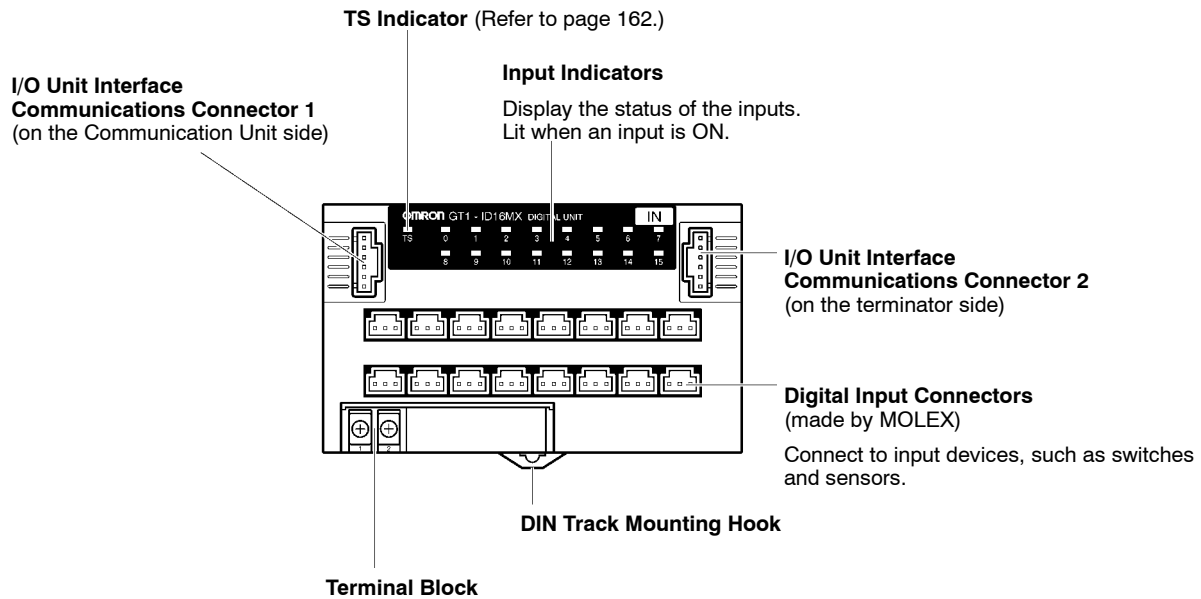 TS Indicator (Refer to page 162.)
I/O Unit Interface
Communications Connector 1
(on the Communication Unit side)
Input Indicators
Display the status of the inputs.
Lit when an input is ON.
OMRON GT1 - ID16MX DIGITAL UNIT IN
TS 0 1 2 3 4 5 6 7
8 9 10 11 12 13 14 15
I/O Unit Interface
Communications Connector 2
(on the terminator side)
Digital Input Connectors
(made by MOLEX)
Connect to input devices, such as switches
and sensors.
1 2
DIN Track Mounting Hook
Terminal Block